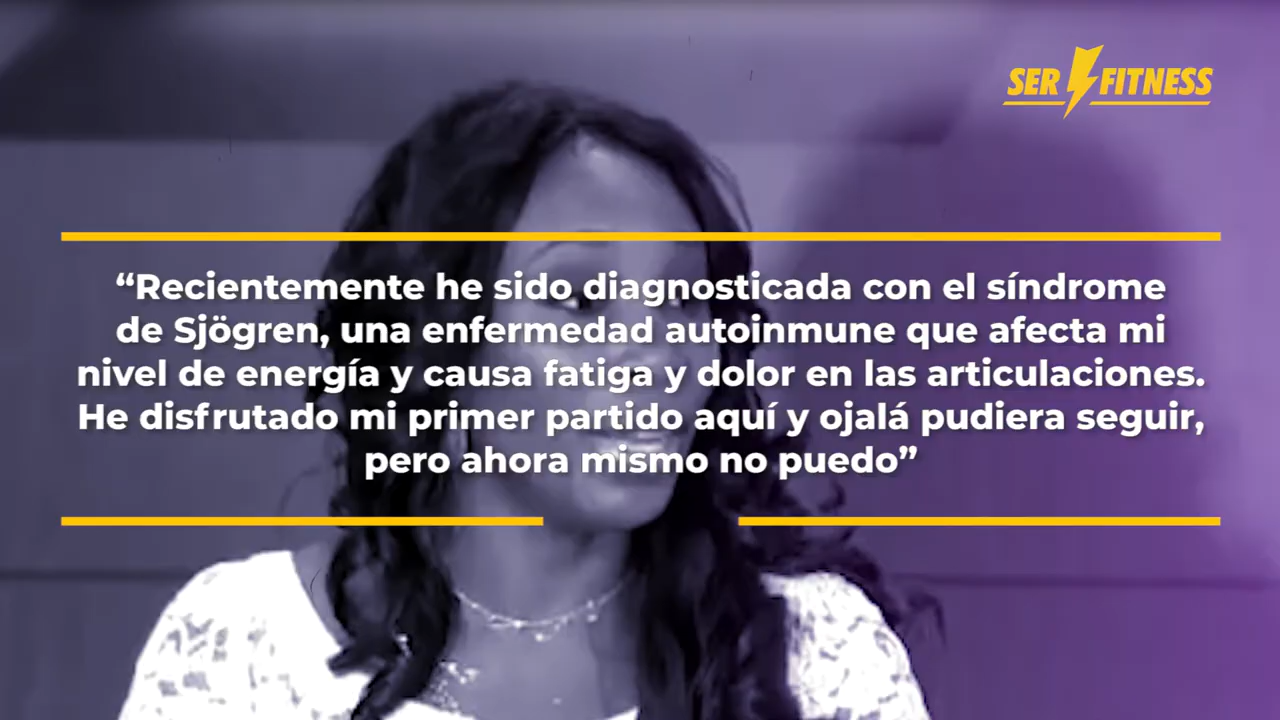 SER FITNESS
“Recientemente he sido diagnosticada con el síndrome
de Sjögren, una enfermedad autoinmune que afecta mi
nivel de energía y causa fatiga y dolor en las articulaciones.
He disfrutado mi primer partido aquí y ojalá pudiera seguir,
pero ahora mismo no puedo”